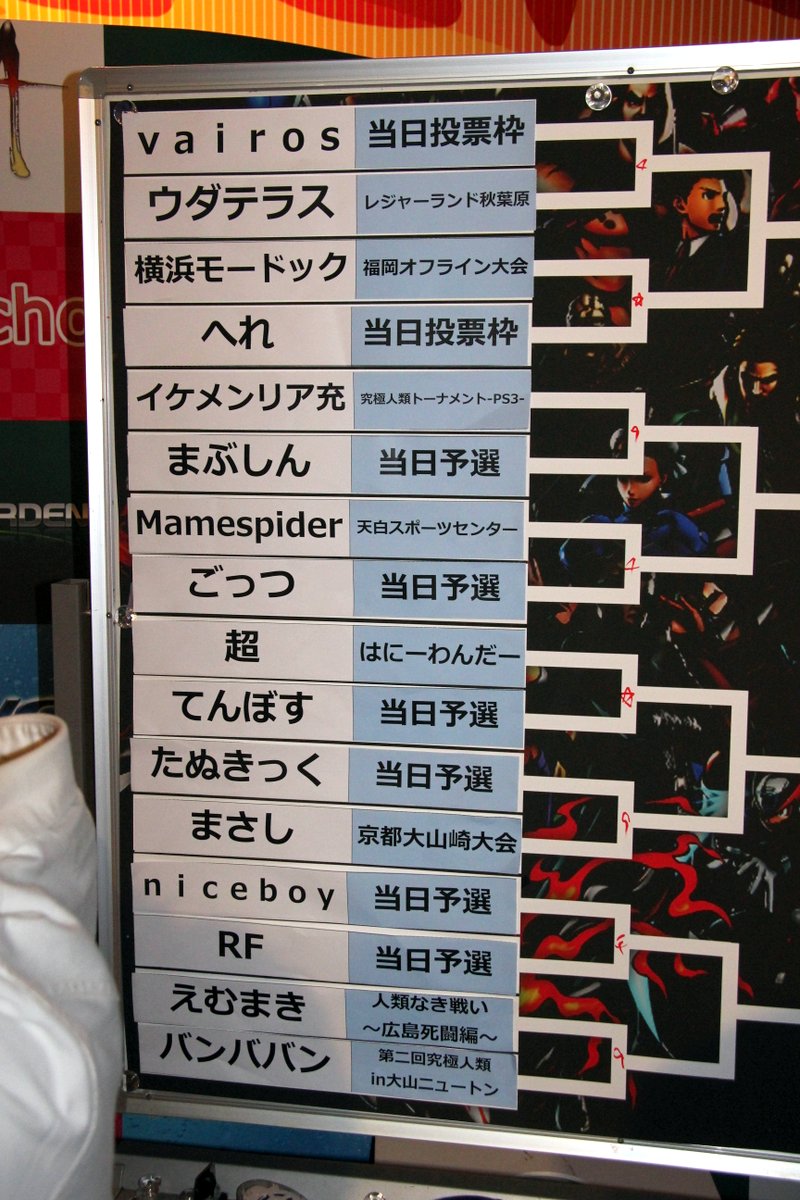 vairos 当日投票枠
ウダテラス レジャーランド秋葉原
横浜モードック 福岡オフライン大会
へれ 当日投票枠
イケメンリア充 究極人類トーナメント-PS3-
まぶしん 当日予選
Mamespider 天白スポーツセンター
ごっつ 当日予選
超 はにーわんだー
てんぼす 当日予選
たぬきっく 当日予選
まさし 京都大山崎大会
niceboy 当日予選
RF 当日予選
えむまき 人類なき戦い
～広島死闘編～
バンババン 第二回究極人類
in大山ニュートン